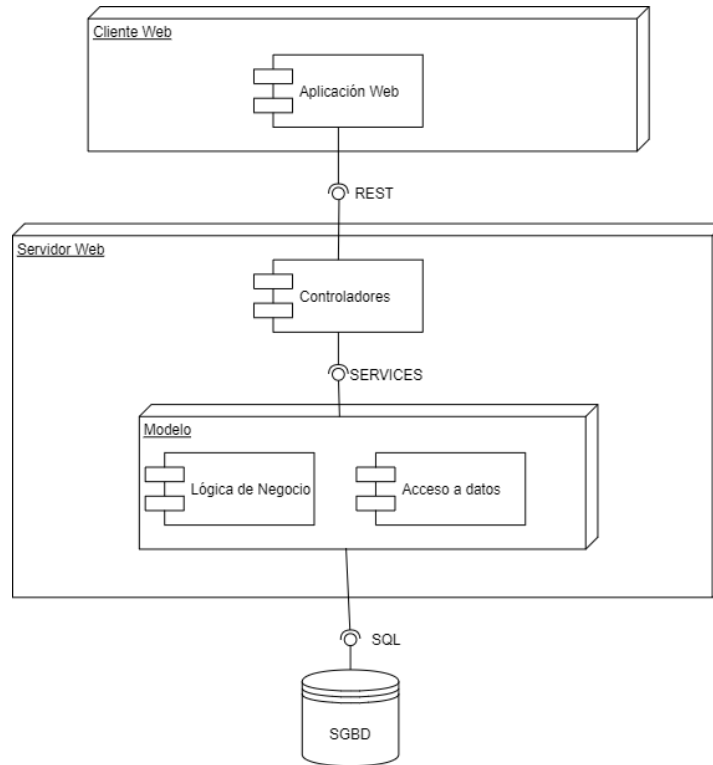 Cliente Web
Aplicación Web
REST
Servidor Web
Controladores
SERVICES
Modelo
Lógica de Negocio
Acceso a datos
SQL
SGBD